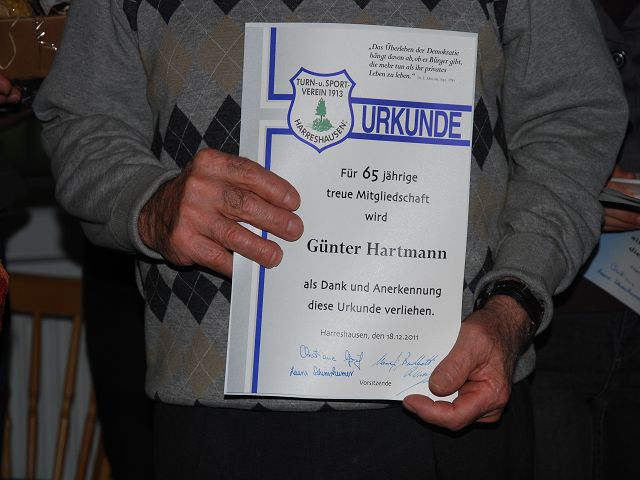 „Das Überleben der Demokratie
hängt davon ab, ob es Bürger gibt,
die mehr tun als ihr privates
Leben zu leben."
TURN-u. SPORT-
VEREIN 1913
HARRESHAUSEN
URKUNDE
Für 65 jährige
treue Mitgliedschaft
wird
Günter Hartmann
als Dank und Anerkennung
diese Urkunde verliehen.
Harreshausen, den 18.12.2011
Vorsitzende